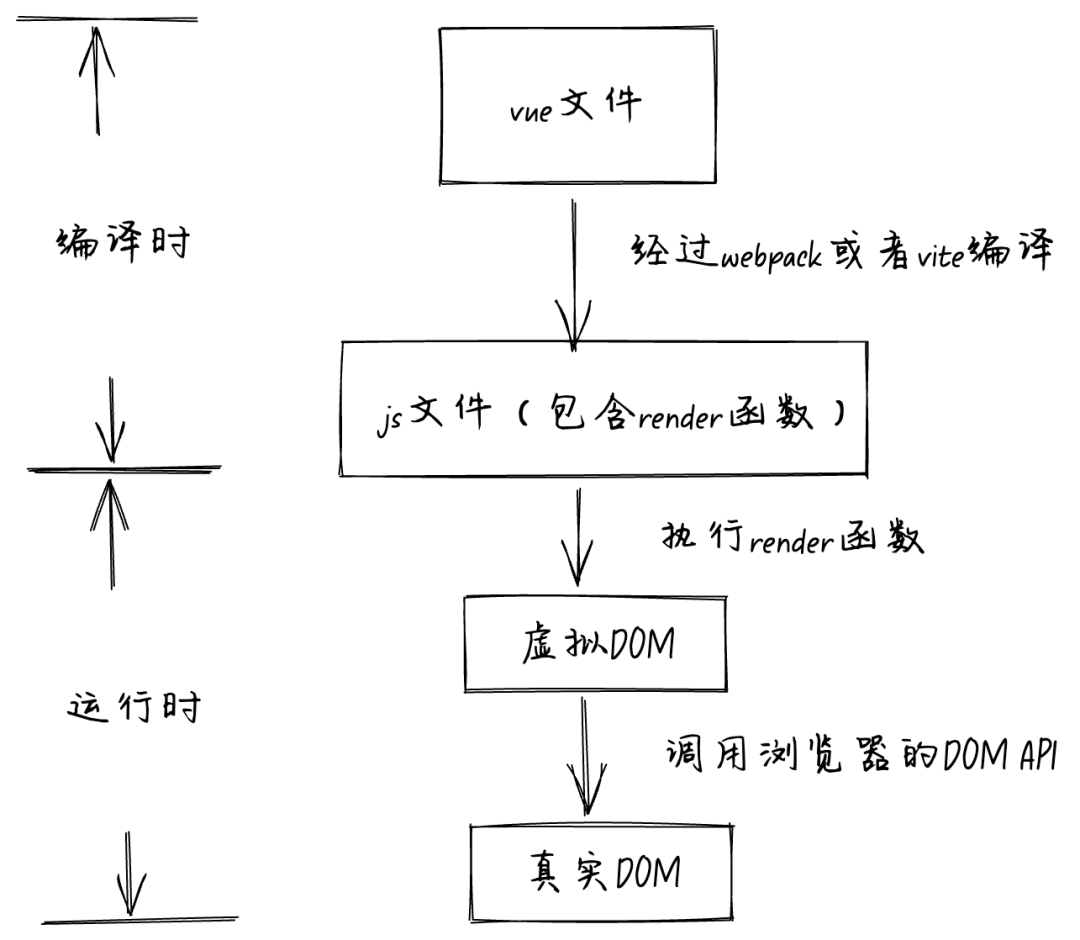 vue文件
编译时
经过webpack或者vite编译
js文件（包含render函数）
执行render函数
虚拟DOM
运行时
调用浏览器的DOM API
真实DOM